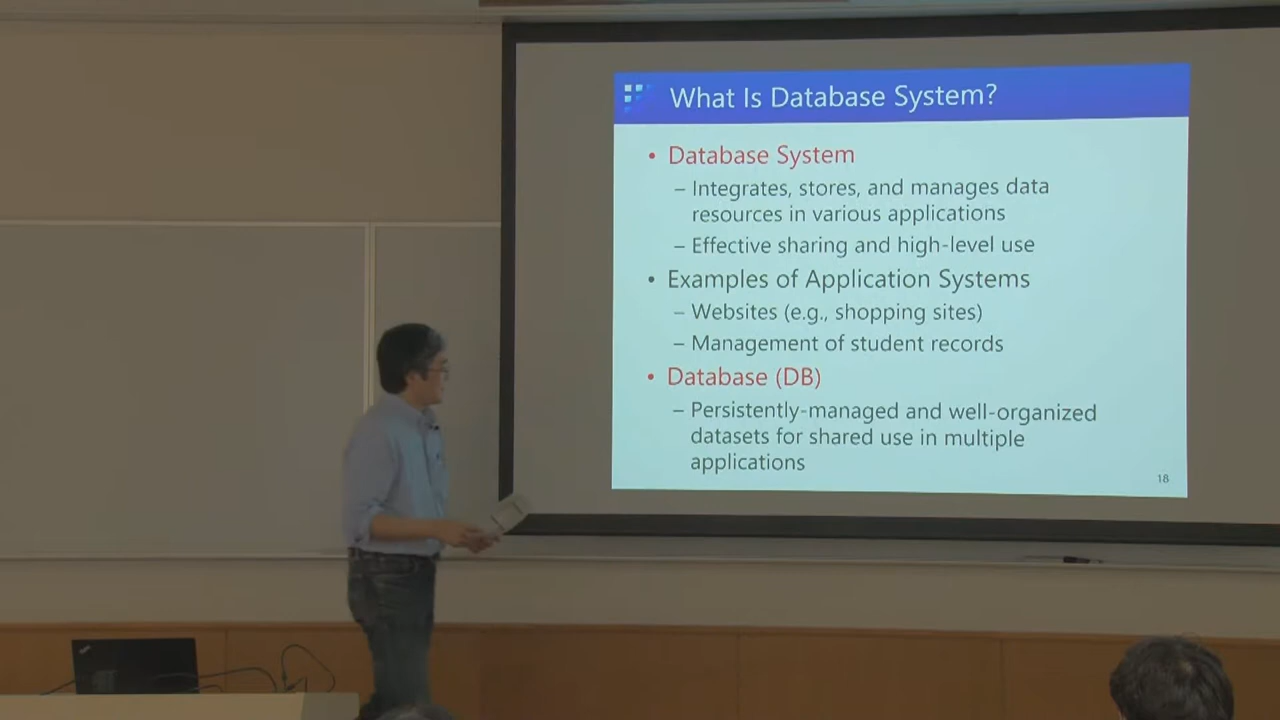 What Is Database System?
• Database System
– Integrates, stores, and manages data
resources in various applications
– Effective sharing and high-level use
• Examples of Application Systems
– Websites (e.g., shopping sites)
– Management of student records
• Database (DB)
– Persistently-managed and well-organized
datasets for shared use in multiple
applications
18